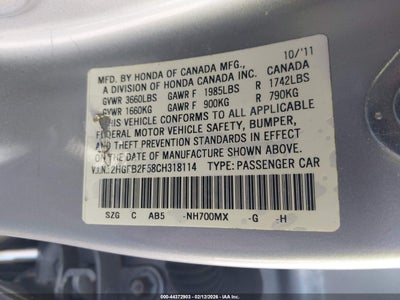 MFD. BY HONDA OF CANADA MFG., CANADA 10/'11
A DIVISION OF HONDA CANADA INC.
GVWR 3660LBS GAWR F 1985LBS R 1742LBS
GVWR 1660KG GAWR F 900KG R 790KG
THIS VEHICLE CONFORMS TO ALL APPLICABLE
FEDERAL MOTOR VEHICLE SAFETY, BUMPER,
AND THEFT PREVENTION STANDARDS IN EFFECT
ON THE DATE OF MANUFACTURE SHOWN ABOVE.
V.I.N.: 2HGFB2F58CH318114 TYPE: PASSENGER CAR
SZG C AB5 -NH700MX -G -H
© 44372903 - 02/12/2026 - IAA Holdings, LLC